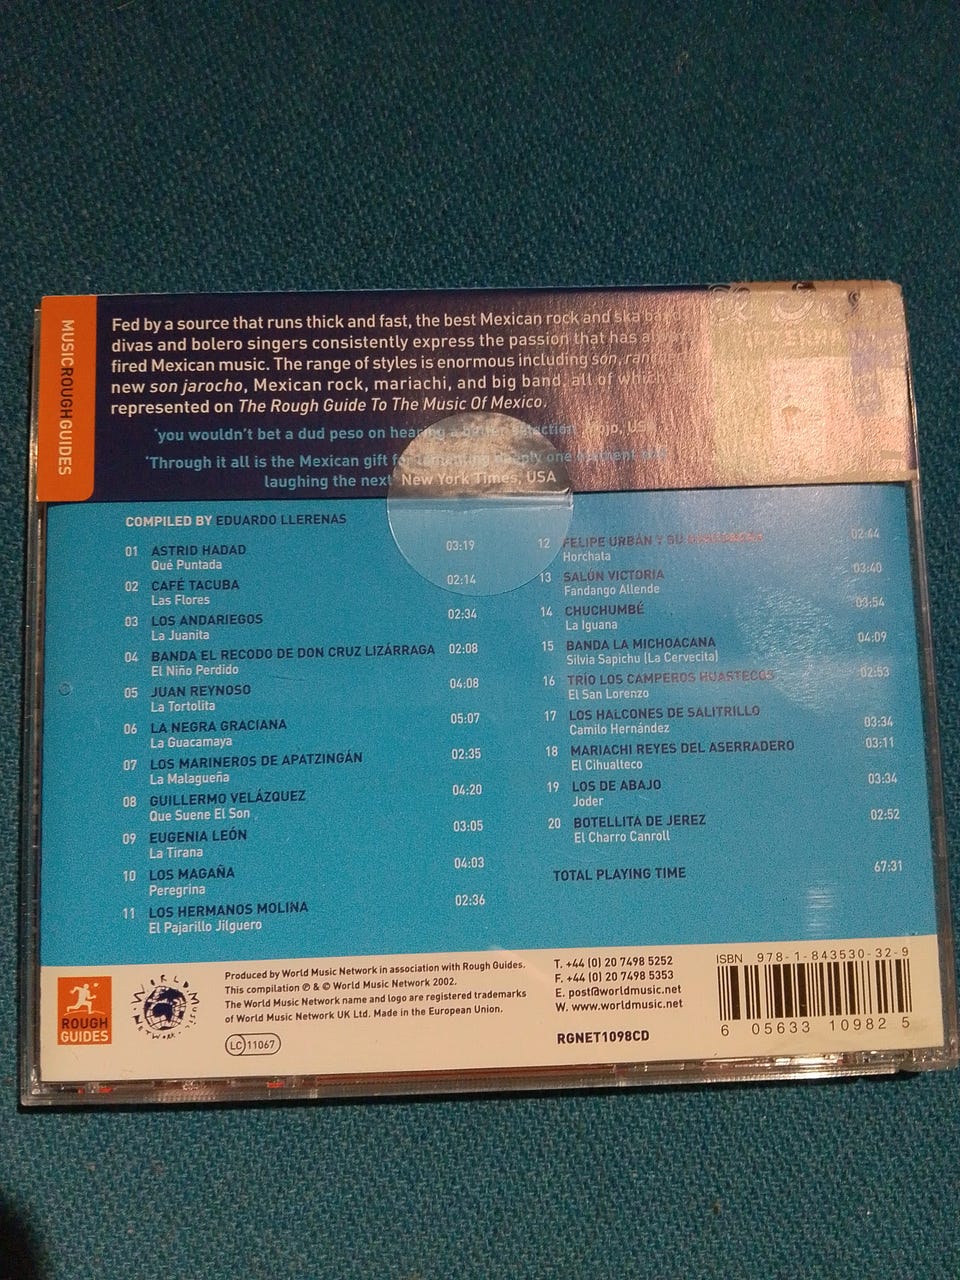 MUSIC ROUGH GUIDES
Fed by a source that runs thick and fast, the best Mexican rock and ska bands
divas and bolero singers consistently express the passion that has always
fired Mexican music. The range of styles is enormous including son, ranchera
new son jarocho, Mexican rock, mariachi, and big band, all of which
represented on The Rough Guide To The Music Of Mexico.
'you wouldn't bet a dud peso on hearing a better selection' Mojo, USA
'Through it all is the Mexican gift for lamenting deeply one moment and
laughing the next' New York Times, USA
COMPILED BY EDUARDO LLERENAS
01 ASTRID HADAD 03:19
Qué Puntada
02 CAFÉ TACUBA 02:14
Las Flores
03 LOS ANDARIEGOS 02:34
La Juanita
04 BANDA EL RECODO DE DON CRUZ LIZÁRRAGA 02:08
El Niño Perdido
05 JUAN REYNOSO 04:08
La Tortolita
06 LA NEGRA GRACIANA 05:07
La Guacamaya
07 LOS MARINEROS DE APATZINGÁN 02:35
La Malagueña
08 GUILLERMO VELÁZQUEZ 04:20
Que Suene El Son
09 EUGENIA LEÓN 03:05
La Tirana
10 LOS MAGAÑA 04:03
Peregrina
11 LOS HERMANOS MOLINA 02:36
El Pajarillo Jilguero
12 FELIPE URBÁN Y SU 02:44
Horchata
13 SALÚN VICTORIA 03:40
Fandango Allende
14 CHUCHUMBÉ 03:54
La Iguana
15 BANDA LA MICHOACANA 04:09
Silvia Sapichu (La Cervecita)
16 TRÍO LOS CAMPEROS HUASTECOS 02:53
El San Lorenzo
17 LOS HALCONES DE SALITRILLO 03:34
Camilo Hernández
18 MARIACHI REYES DEL ASERRADERO 03:11
El Cihualteco
19 LOS DE ABAJO 03:34
Joder
20 BOTELLITA DE JEREZ 02:52
El Charro Canroll
TOTAL PLAYING TIME 67:31
ROUGH
GUIDES
WORLD MUSIC NETWORK
Produced by World Music Network in association with Rough Guides.
This compilation ℗ & © World Music Network 2002.
The World Music Network name and logo are registered trademarks
of World Music Network UK Ltd. Made in the European Union.
LC 11067
T. +44 (0) 20 7498 5252
F. +44 (0) 20 7498 5353
E. post@worldmusic.net
W. www.worldmusic.net
RGNET1098CD
ISBN 978-1-843530-32-9
6 05633 10982 5